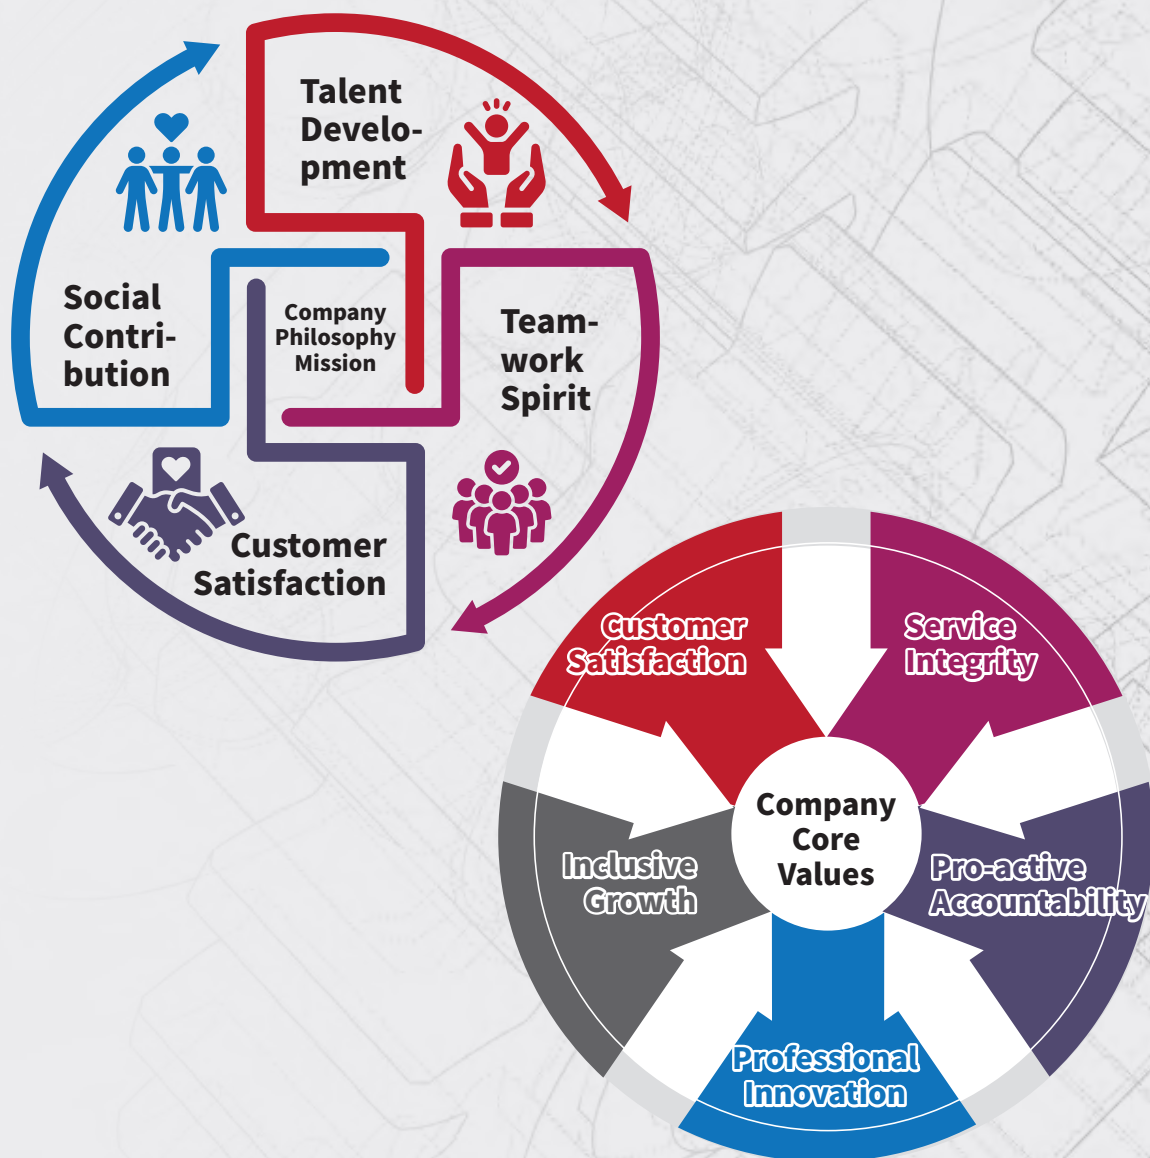 Talent
Develo-
pment
Social
Contri-
bution
Company
Philosophy
Mission
Team-
work
Spirit
Customer
Satisfaction
Customer
Satisfaction
Service
Integrity
Company
Core
Values
Inclusive
Growth
Pro-active
Accountability
Professional
Innovation